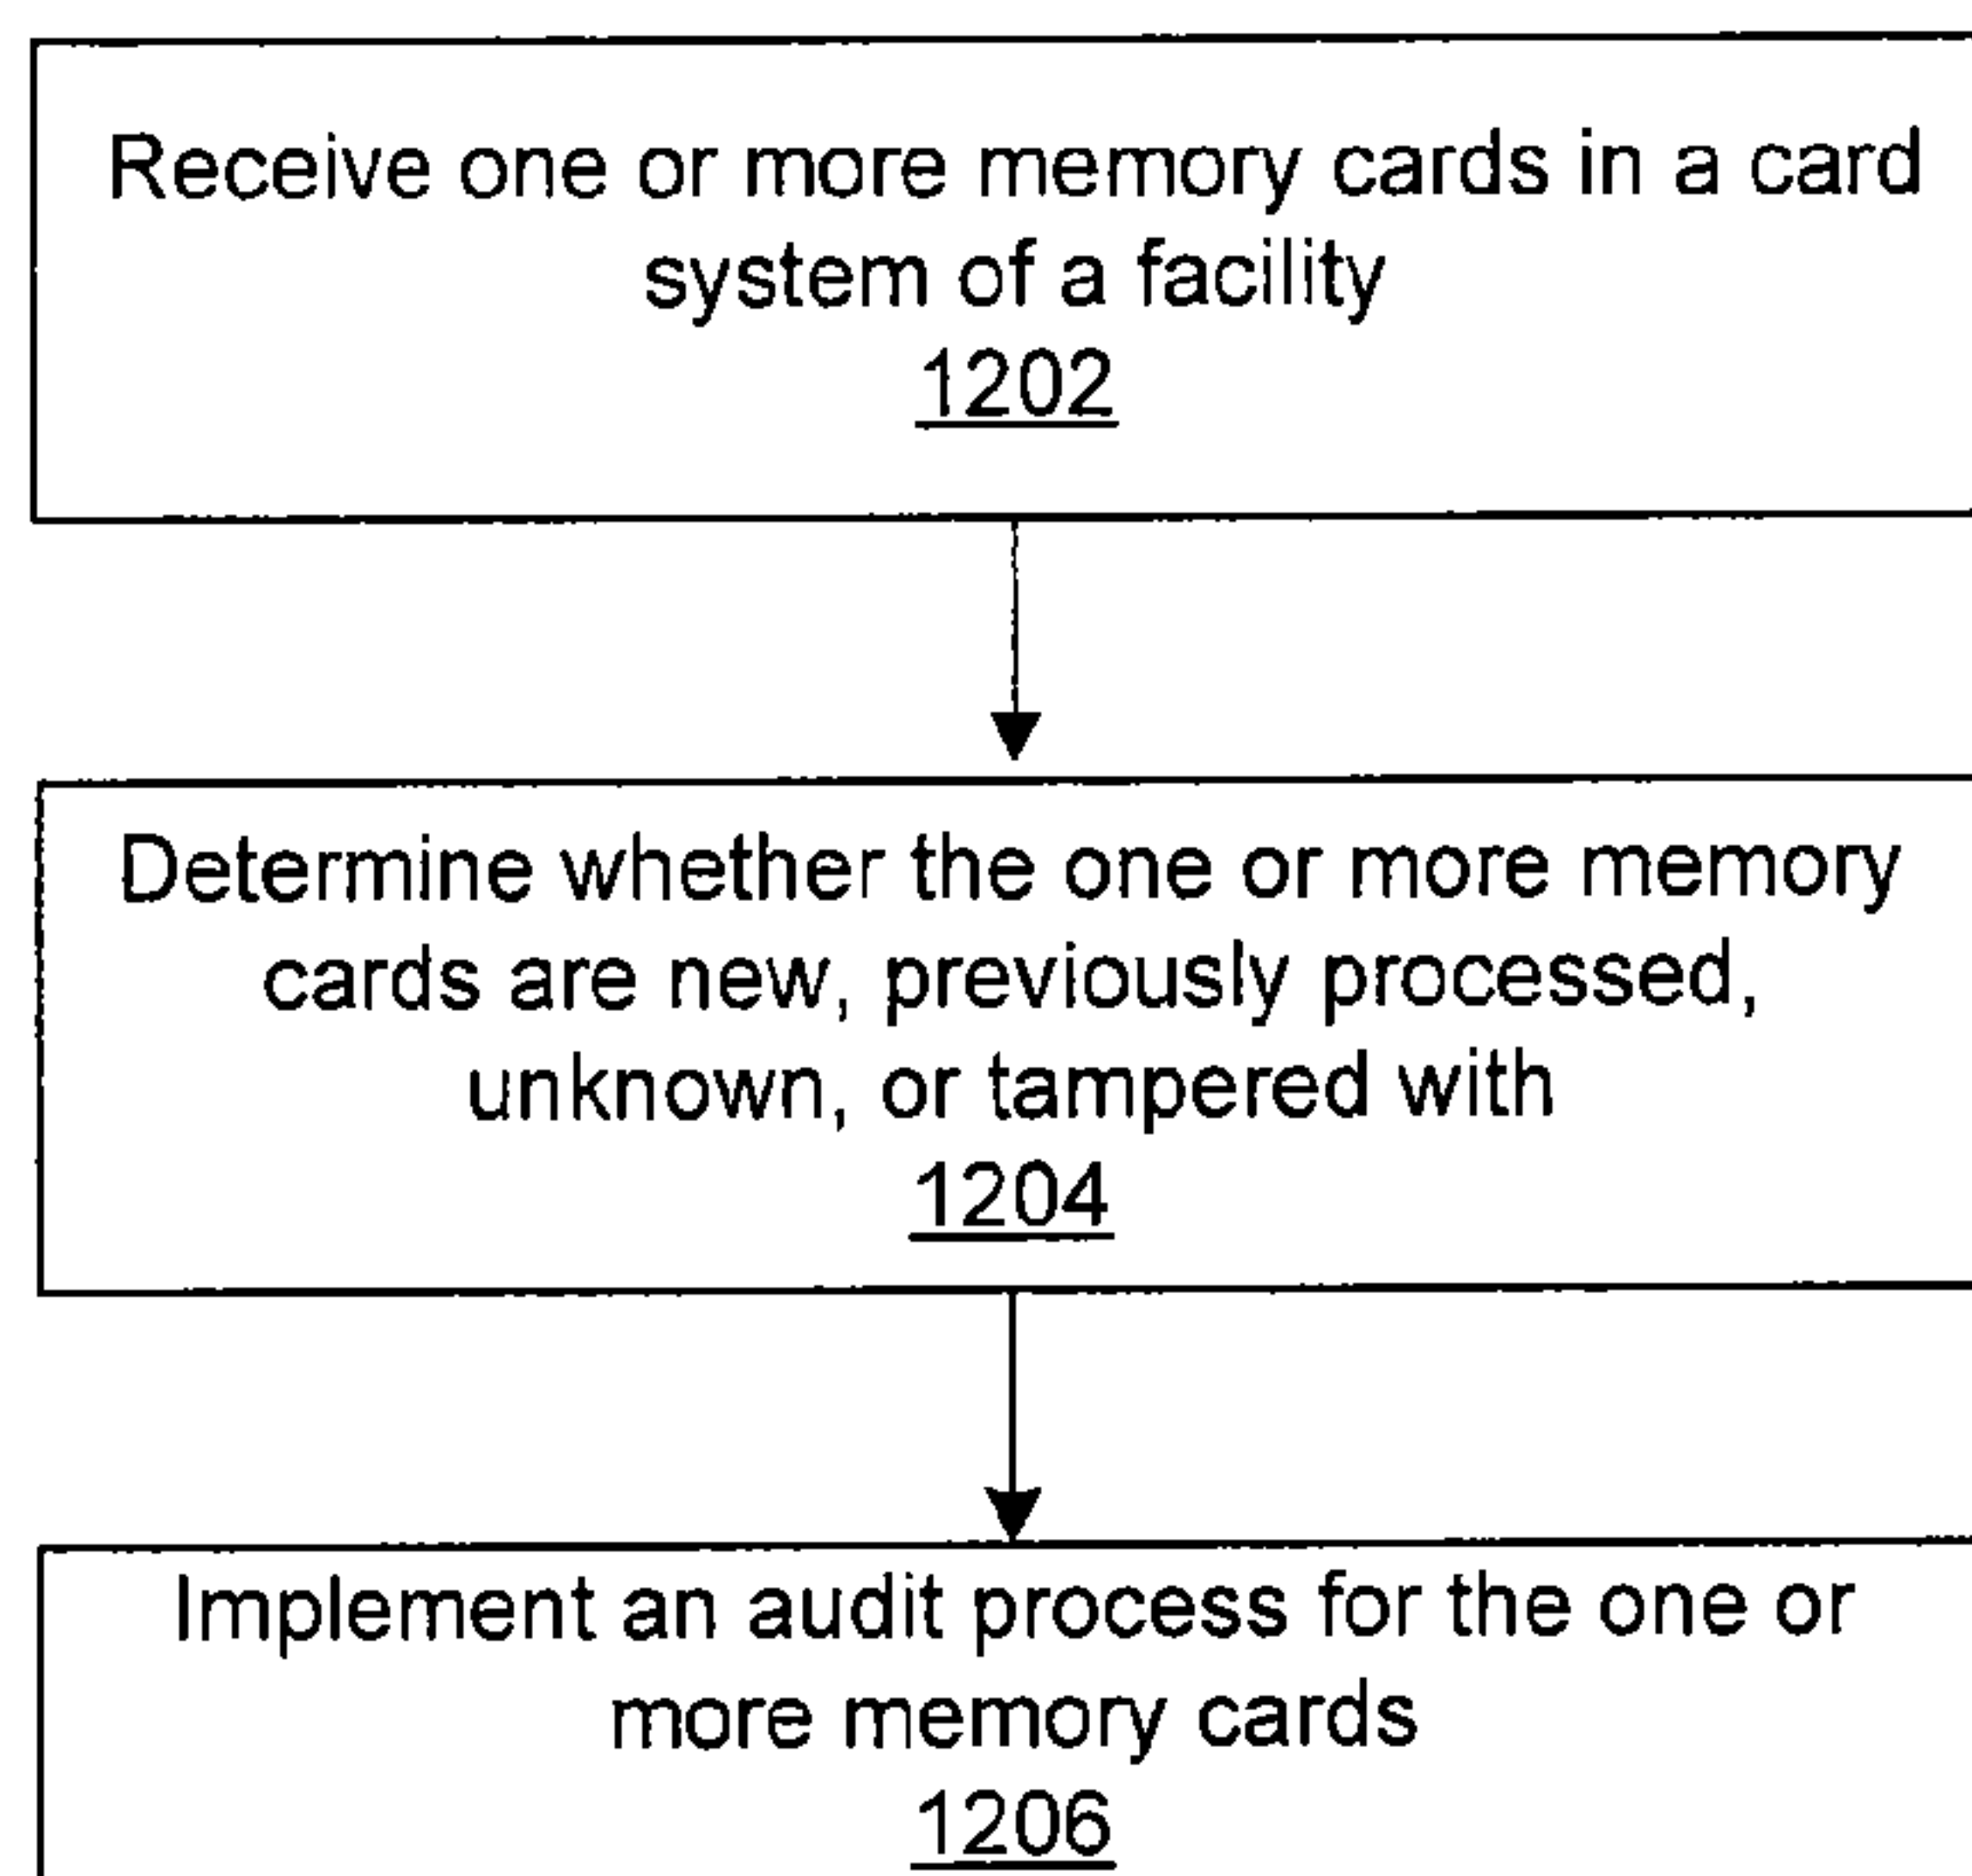 Receive one or more memory cards in a card
system of a facility
1202
Determine whether the one or more memory
cards are new, previously processed,
unknown, or tampered with
1204
Implement an audit process for the one or
more memory cards
1206